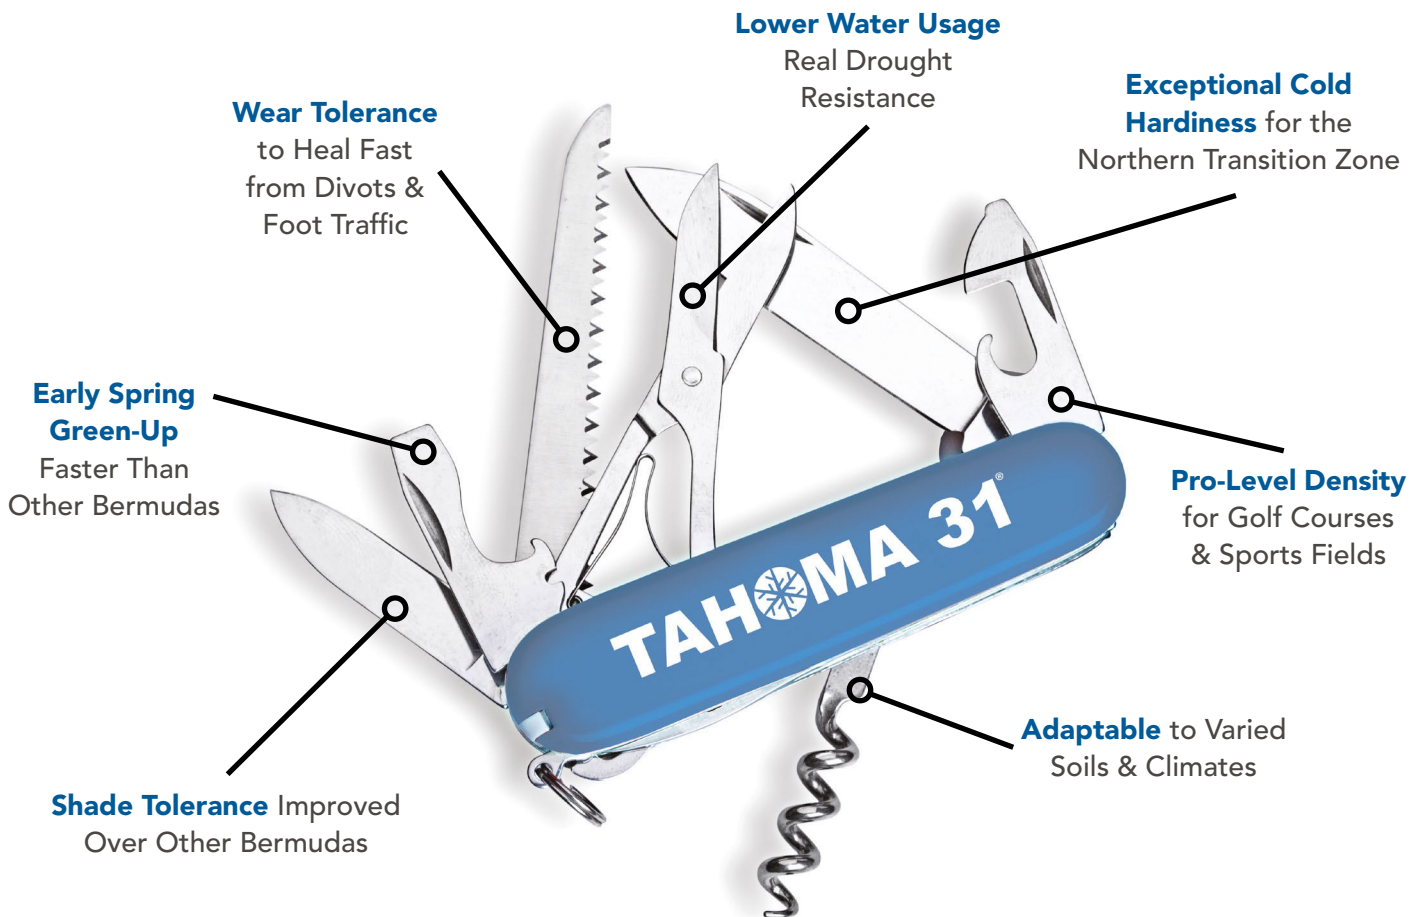 Lower Water Usage
Real Drought
Resistance
Exceptional Cold
Hardiness for the
Northern Transition Zone
Wear Tolerance
to Heal Fast
from Divots &
Foot Traffic
Early Spring
Green-Up
Faster Than
Other Bermudas
Pro-Level Density
for Golf Courses
& Sports Fields
TAHOMA 31®
Adaptable to Varied
Soils & Climates
Shade Tolerance Improved
Over Other Bermudas